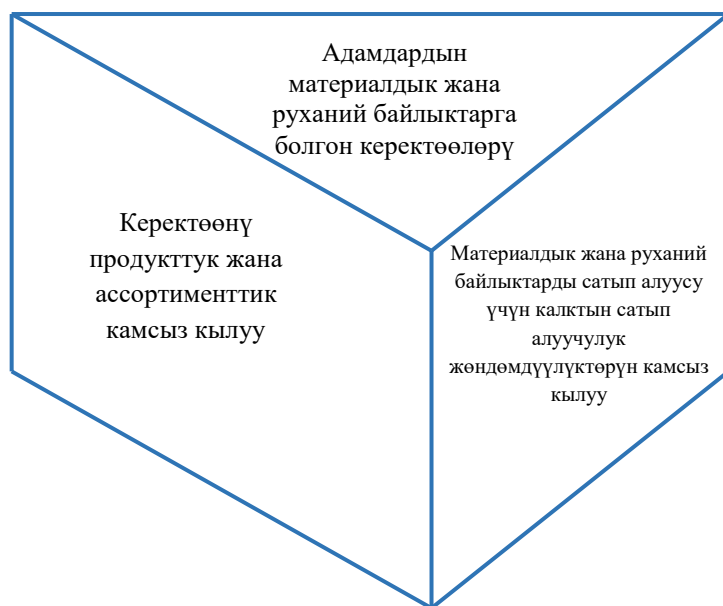 Адамдардын
материалдык жана
руханий байлыктарга
болгон керектөөлөрү
Керектөөнү
продукттук жана
ассортименттик
камсыз кылуу
Материалдык жана руханий
байлыктарды сатып алуусу
үчүн калктын сатып
алуучулук
жөндөмдүүлүктөрүн камсыз
кылуу